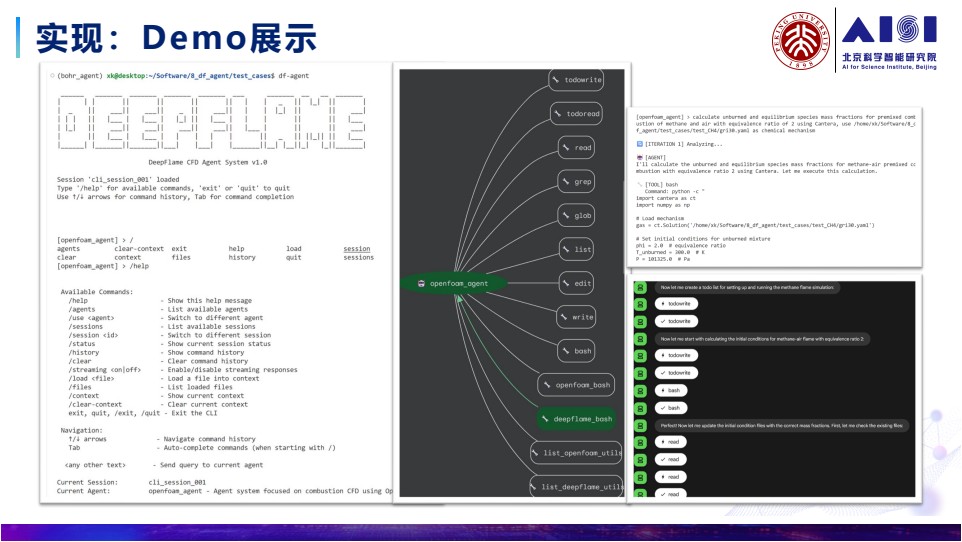 实现：Demo展示
PEKING UNIVERSITY
1898
AISI
北京科学智能研究院
AI for Science Institute, Beijing
(bohr_agent) xk@desktop:~/Software/8_df_agent/test_cases$ df-agent
DEEPFLAME
DeepFlame CFD Agent System v1.0
Session 'cli_session_001' loaded
Type '/help' for available commands, 'exit' or 'quit' to quit
Use ↑/↓ arrows for command history, Tab for command completion
[openfoam_agent] > /
agents clear-context exit help load session
clear context files history quit sessions
[openfoam_agent] > /help
Available Commands:
/help - Show this help message
/agents - List available agents
/use <agent> - Switch to different agent
/sessions - List available sessions
/session <id> - Switch to different session
/status - Show current session status
/history - Show command history
/clear - Clear command history
/streaming <on|off> - Enable/disable streaming responses
/load <file> - Load a file into context
/files - List loaded files
/context - Show current context
/clear-context - Clear current context
exit, quit, /exit, /quit - Exit the CLI
Navigation:
↑/↓ arrows - Navigate command history
Tab - Auto-complete commands (when starting with /)
<any other text> - Send query to current agent
Current Session: cli_session_001
Current Agent: openfoam_agent - Agent system focused on combustion CFD using Op
openfoam_agent
todowrite
todoread
read
grep
glob
list
edit
write
bash
openfoam_bash
deepflame_bash
list_openfoam_utils
list_deepflame_utils
[openfoam_agent] > calculate unburned and equilibrium species mass fractions for premixed comb
ustion of methane and air with equivalence ratio of 2 using Cantera, use /home/xk/Software/8_d
f_agent/test_cases/test_CH4/gri30.yaml as chemical mechanism
[ITERATION 1] Analyzing...
[AGENT]
I'll calculate the unburned and equilibrium species mass fractions for methane-air premixed co
mbustion with equivalence ratio 2 using Cantera. Let me execute this calculation.
[TOOL] bash
Command: python -c "
import cantera as ct
import numpy as np
# Load mechanism
gas = ct.Solution('/home/xk/Software/8_df_agent/test_cases/test_CH4/gri30.yaml')
# Set initial conditions for unburned mixture
phi = 2.0 # equivalence ratio
T_unburned = 300.0 # K
P = 101325.0 # Pa
Now let me create a todo list for setting up and running the methane flame simulation:
todowrite
todowrite
Now let me start with calculating the initial conditions for methane-air flame with equivalence ratio 2:
todowrite
todowrite
bash
bash
Perfect! Now let me update the initial condition files with the correct mass fractions. First, let me check the existing files:
read
read
read
read